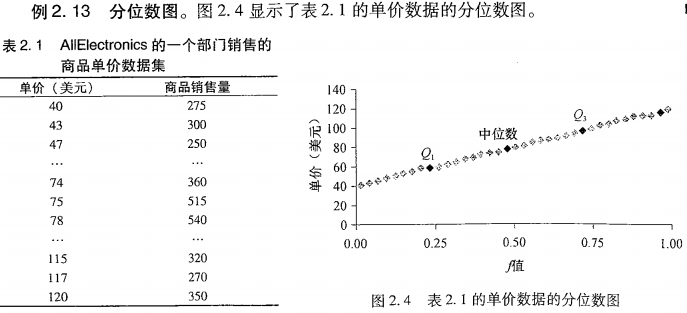 例2.13 分位数图。图2.4显示了表2.1的单价数据的分位数图。
表2.1 AllElectronics的一个部门销售的
商品单价数据集
单价（美元） 商品销售量
40 275
43 300
47 250
… …
74 360
75 515
78 540
… …
115 320
117 270
120 350
140
120
100
80
60
40
20
0
单价（美元）
Q1
中位数
Q3
0.00 0.25 0.50 0.75 1.00
f值
图2.4 表2.1的单价数据的分位数图